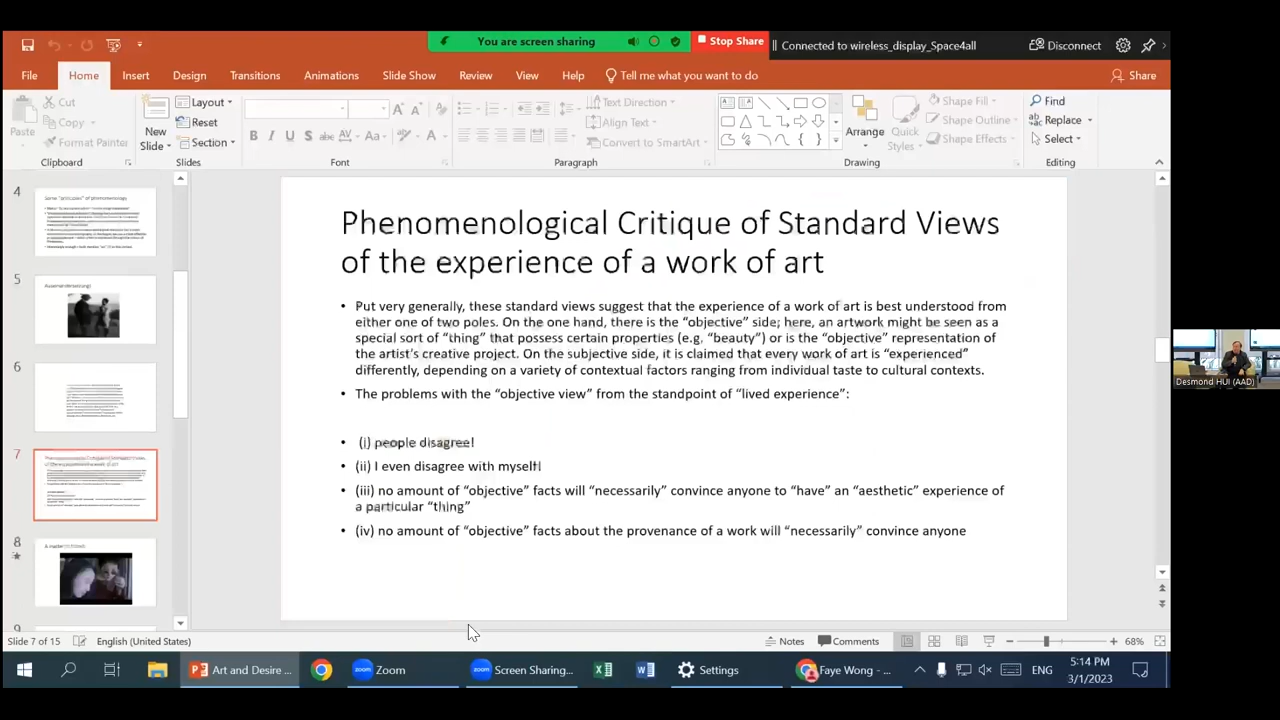 You are screen sharing
Stop Share
Connected to wireless_display_Space4all
Disconnect
File Home Insert Design Transitions Animations Slide Show Review View Help Tell me what you want to do Share
Paste
Cut
Copy
Format Painter
Clipboard
New Slide
Layout
Reset
Section
Slides
Font
Text Direction
Align Text
Convert to SmartArt
Paragraph
Arrange
Quick Styles
Shape Fill
Shape Outline
Shape Effects
Drawing
Find
Replace
Select
Editing
4
Some "principles" of phenomenology
5
6
7
8
9
Phenomenological Critique of Standard Views
of the experience of a work of art
• Put very generally, these standard views suggest that the experience of a work of art is best understood from
either one of two poles. On the one hand, there is the “objective” side; here, an artwork might be seen as a
special sort of “thing” that possess certain properties (e.g. “beauty”) or is the “objective” representation of
the artist’s creative project. On the subjective side, it is claimed that every work of art is “experienced”
differently, depending on a variety of contextual factors ranging from individual taste to cultural contexts.
• The problems with the “objective view” from the standpoint of “lived experience”:
• (i) people disagree!
• (ii) I even disagree with myself!
• (iii) no amount of “objective” facts will “necessarily” convince anyone to “have” an “aesthetic” experience of
a particular “thing”
• (iv) no amount of “objective” facts about the provenance of a work will “necessarily” convince anyone
Desmond HUI (AAD)
Slide 7 of 15 English (United States) Notes Comments 68%
Art and Desire ... Zoom Screen Sharing... Settings Faye Wong - ... ENG
5:14 PM
3/1/2023